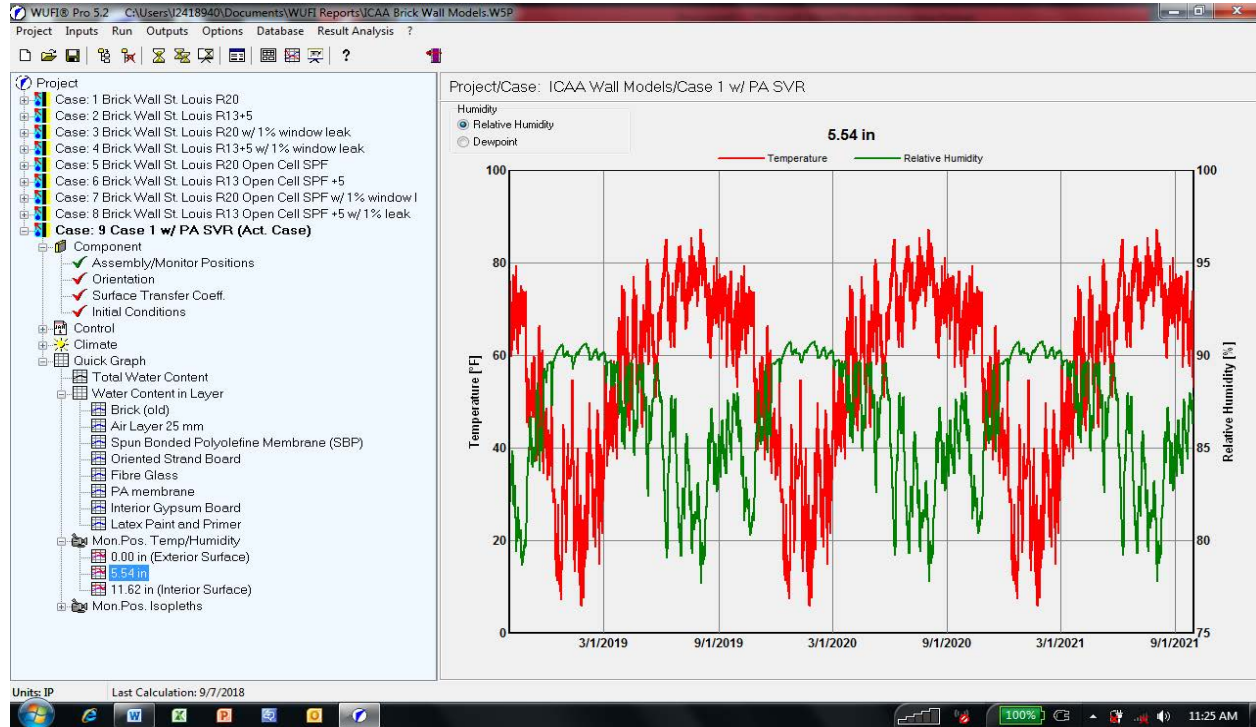 WUFI® Pro 5.2 C:\Users\I2418940\Documents\WUFI Reports\ICAA Brick Wall Models.W5P
Project Inputs Run Outputs Options Database Result Analysis ?
Project
Case: 1 Brick Wall St. Louis R20
Case: 2 Brick Wall St. Louis R13+5
Case: 3 Brick Wall St. Louis R20 w/ 1% window leak
Case: 4 Brick Wall St. Louis R13+5 w/ 1% window leak
Case: 5 Brick Wall St. Louis R20 Open Cell SPF
Case: 6 Brick Wall St. Louis R13 Open Cell SPF +5
Case: 7 Brick Wall St. Louis R20 Open Cell SPF w/ 1% window l
Case: 8 Brick Wall St. Louis R13 Open Cell SPF +5 w/ 1% leak
Case: 9 Case 1 w/ PA SVR (Act. Case)
Component
Assembly/Monitor Positions
Orientation
Surface Transfer Coeff.
Initial Conditions
Control
Climate
Quick Graph
Total Water Content
Water Content in Layer
Brick (old)
Air Layer 25 mm
Spun Bonded Polyolefine Membrane (SBP)
Oriented Strand Board
Fibre Glass
PA membrane
Interior Gypsum Board
Latex Paint and Primer
Mon.Pos. Temp/Humidity
0.00 in (Exterior Surface)
5.54 in
11.62 in (Interior Surface)
Mon.Pos. Isopleths
Project/Case: ICAA Wall Models/Case 1 w/ PA SVR
Humidity
Relative Humidity
Dewpoint
5.54 in
Temperature Relative Humidity
100 100
80 95
60 90
40 85
20 80
0 75
Temperature [°F]
Relative Humidity [%]
3/1/2019 9/1/2019 3/1/2020 9/1/2020 3/1/2021 9/1/2021
Units: IP Last Calculation: 9/7/2018
100% 11:25 AM